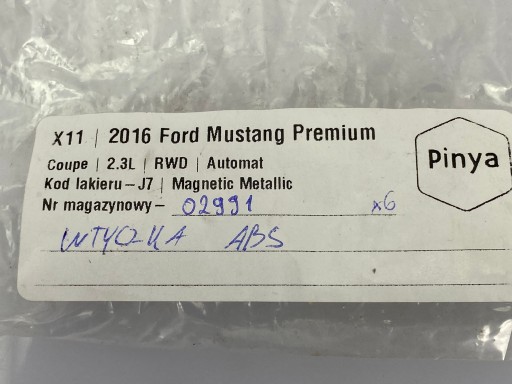 X11 | 2016 Ford Mustang Premium
Pinya
Coupe | 2.3L | RWD | Automat
Kod lakieru – J7 | Magnetic Metallic
Nr magazynowy – 02991 x6
WTYCZKA ABS